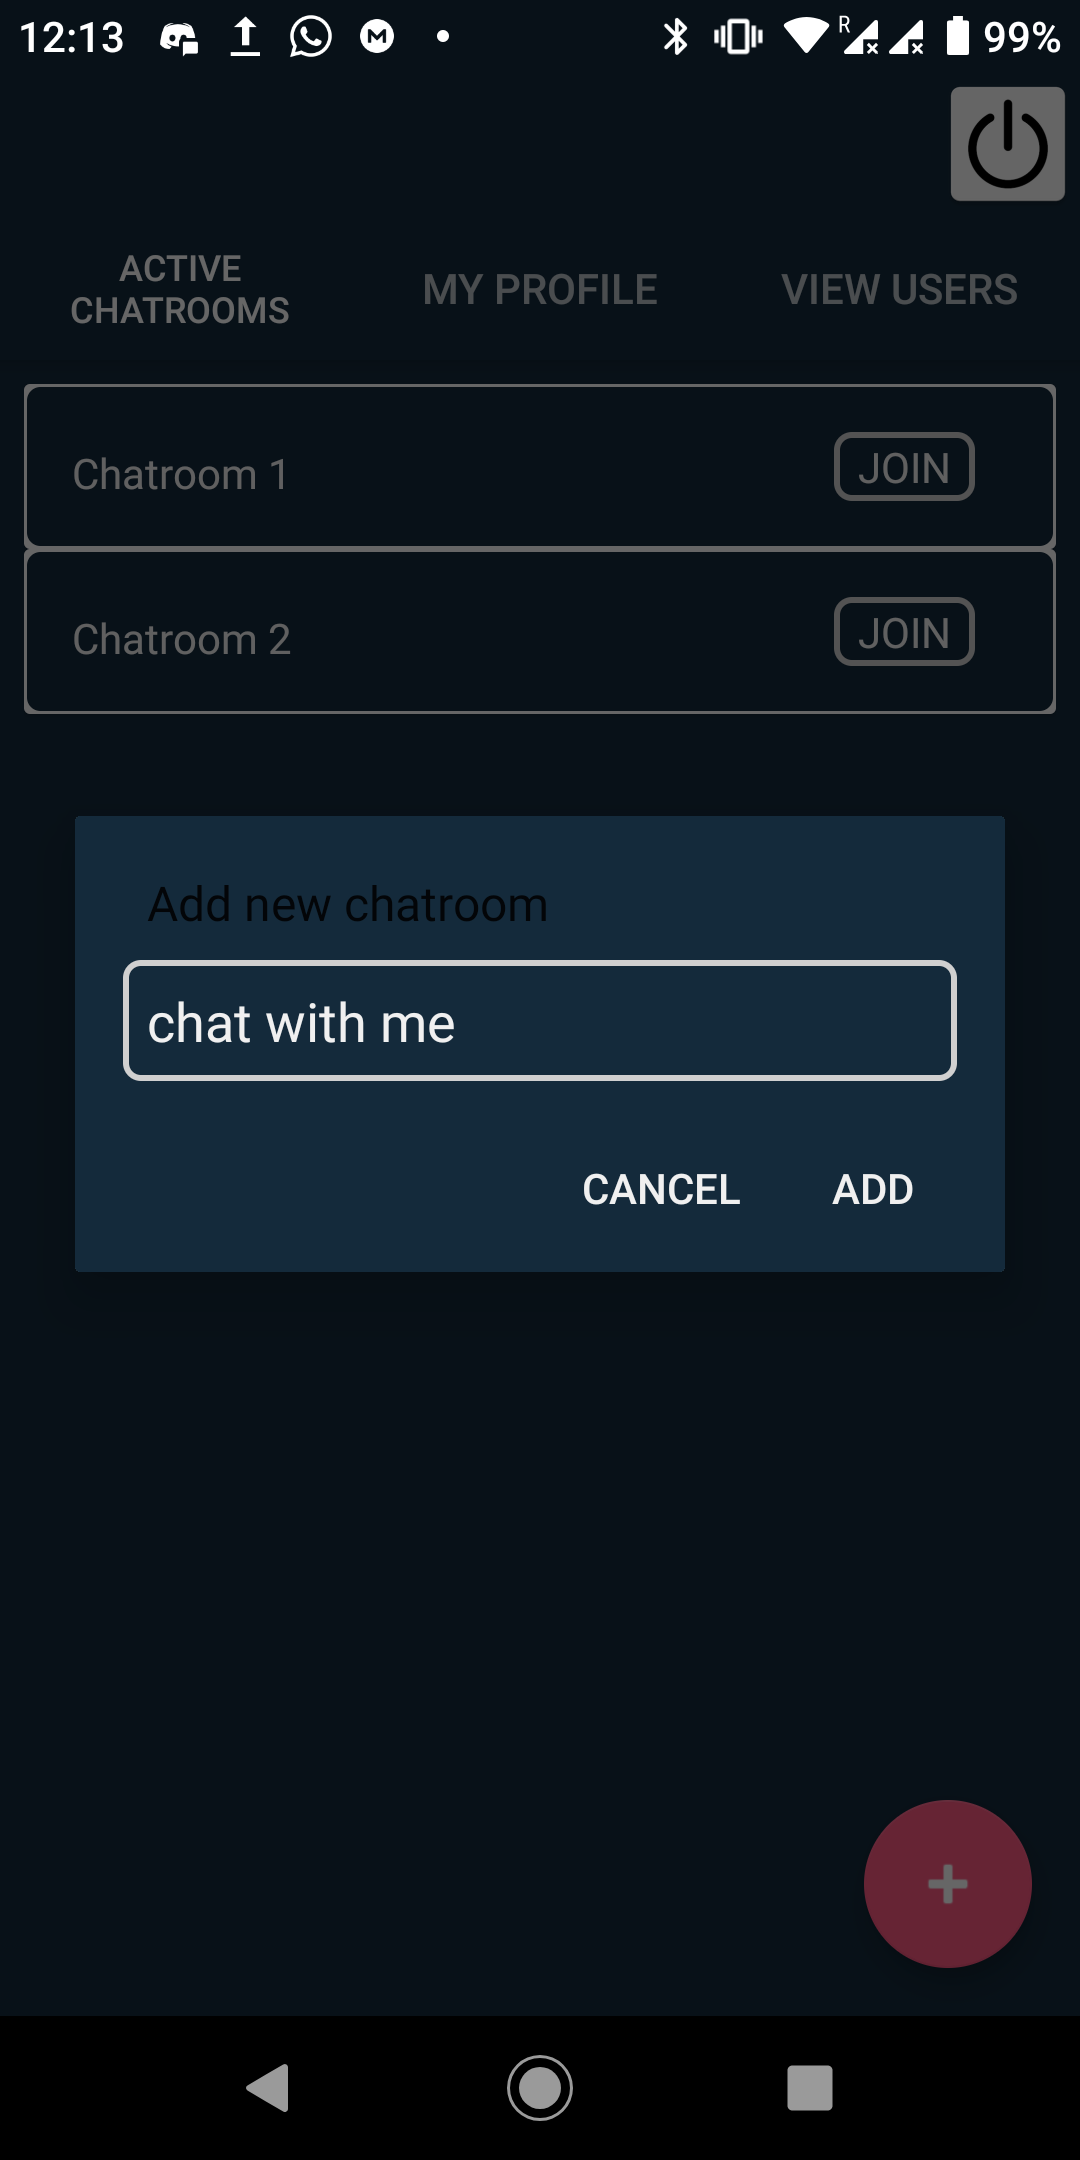 12:13
R
99%
ACTIVE
CHATROOMS
MY PROFILE
VIEW USERS
Chatroom 1
JOIN
Chatroom 2
JOIN
Add new chatroom
chat with me
CANCEL
ADD
+